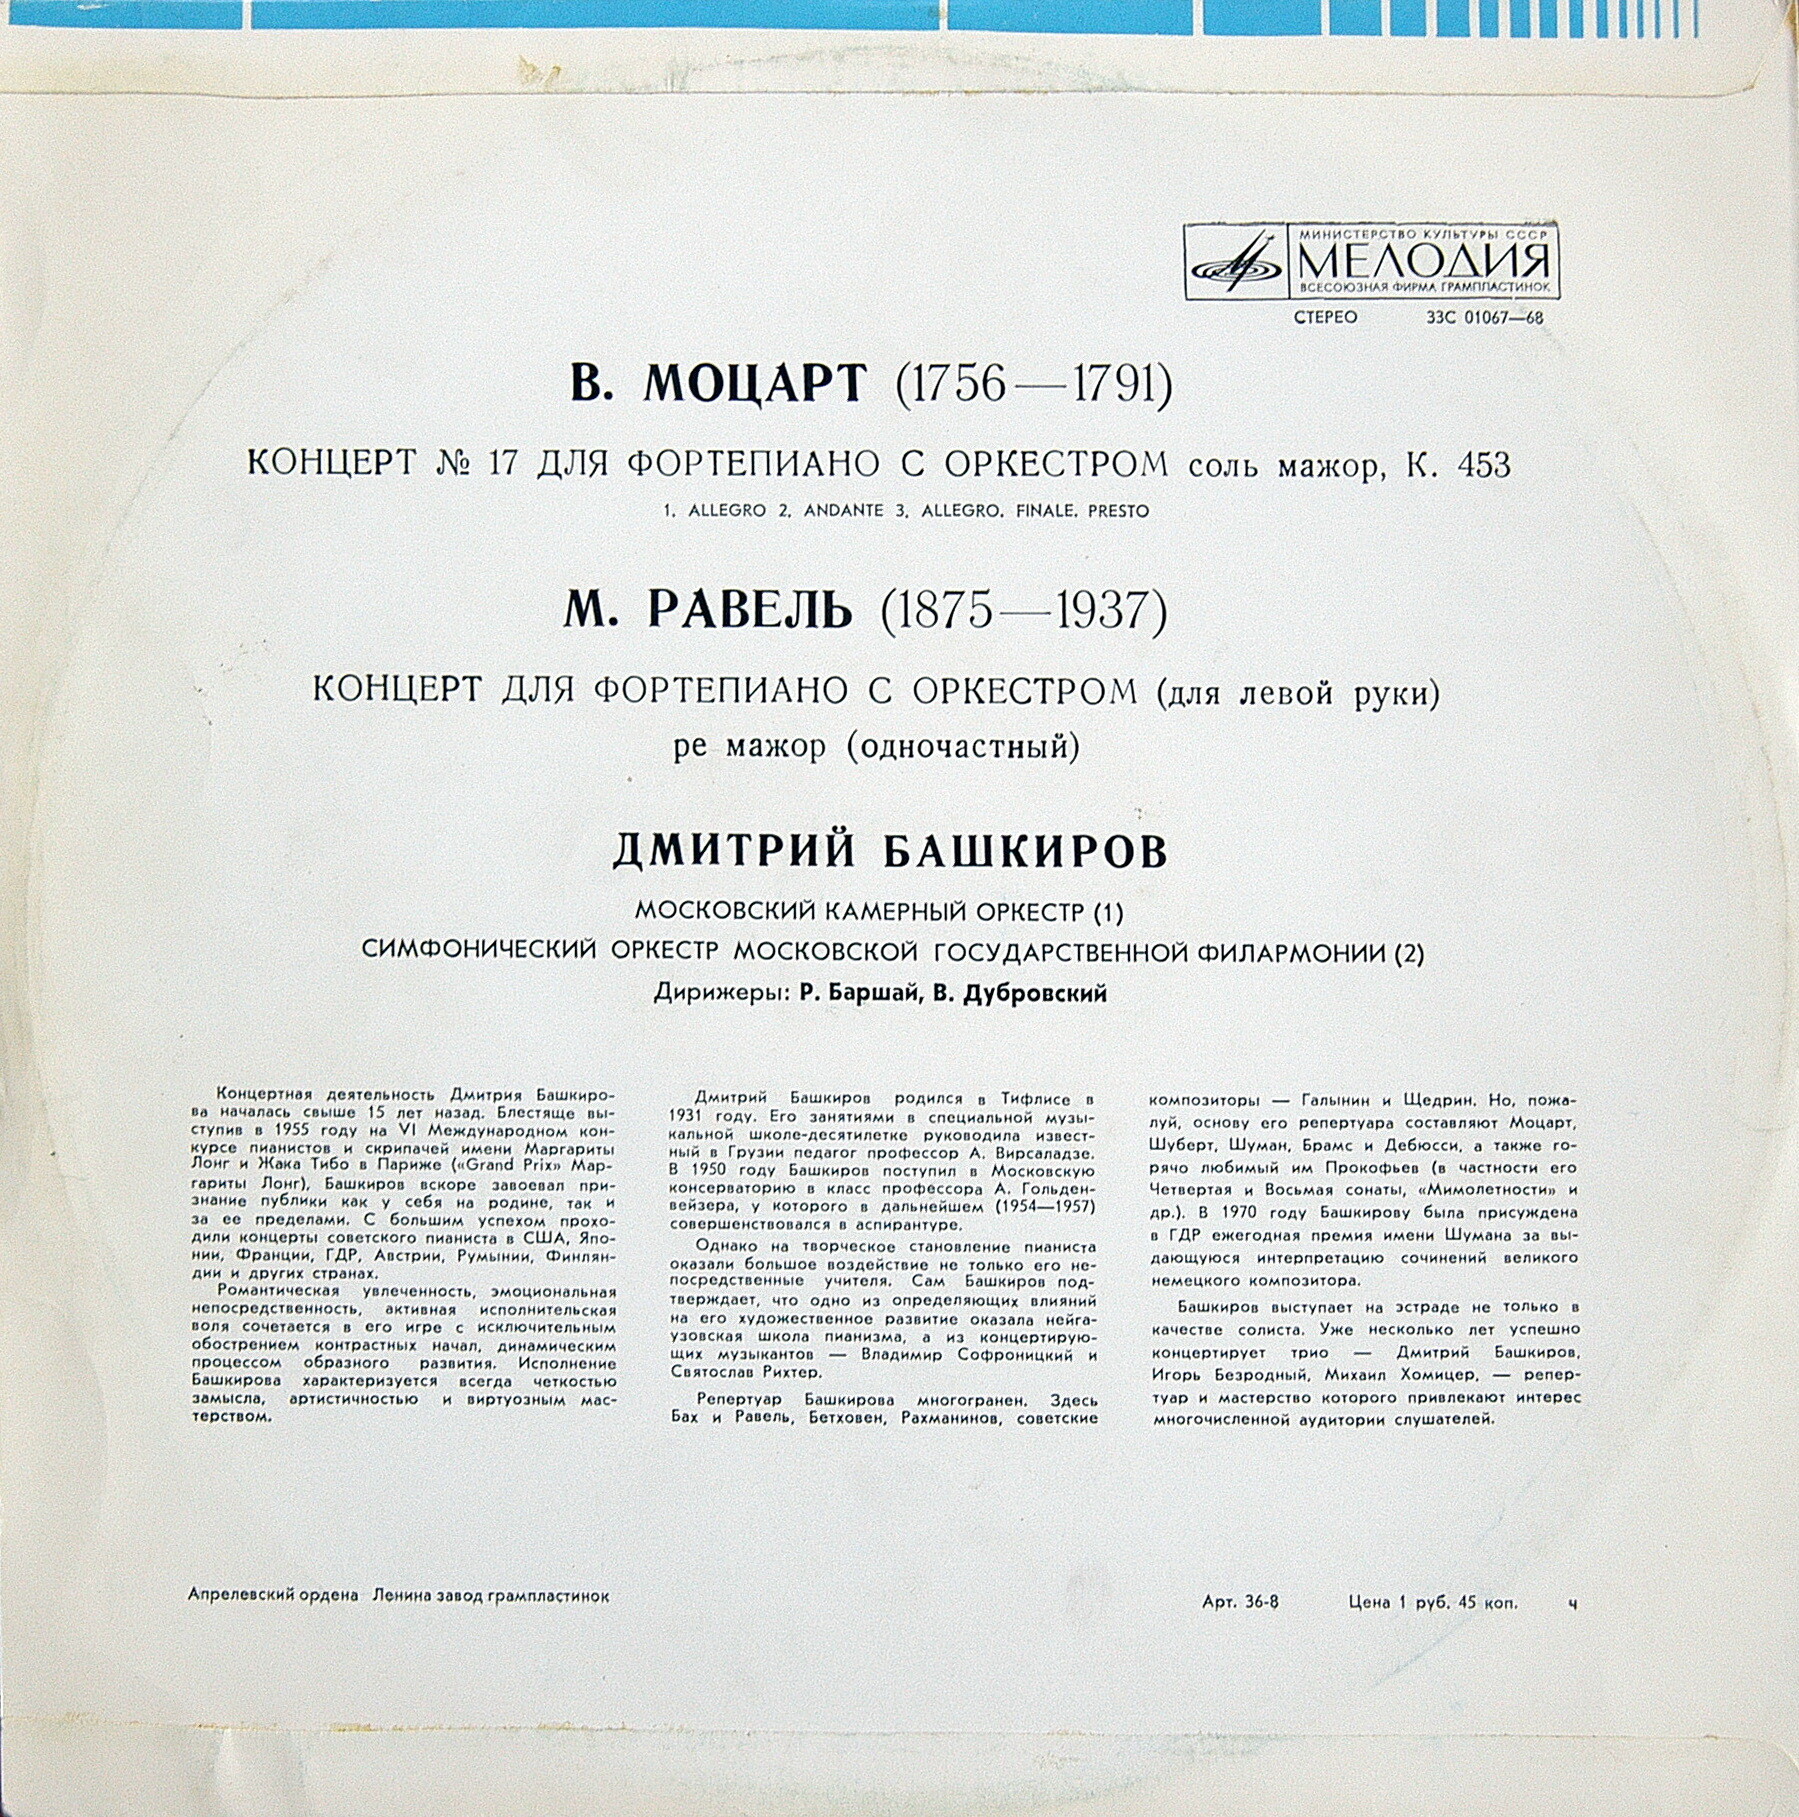 МИНИСТЕРСТВО КУЛЬТУРЫ СССР
МЕЛОДИЯ
ВСЕСОЮЗНАЯ ФИРМА ГРАМПЛАСТИНОК
СТЕРЕО 33С 01067—68
В. МОЦАРТ (1756—1791)
КОНЦЕРТ № 17 ДЛЯ ФОРТЕПИАНО С ОРКЕСТРОМ соль мажор, К. 453
1. ALLEGRO 2. ANDANTE 3. ALLEGRO. FINALE. PRESTO
М. РАВЕЛЬ (1875—1937)
КОНЦЕРТ ДЛЯ ФОРТЕПИАНО С ОРКЕСТРОМ (для левой руки)
ре мажор (одночастный)
ДМИТРИЙ БАШКИРОВ
МОСКОВСКИЙ КАМЕРНЫЙ ОРКЕСТР (1)
СИМФОНИЧЕСКИЙ ОРКЕСТР МОСКОВСКОЙ ГОСУДАРСТВЕННОЙ ФИЛАРМОНИИ (2)
Дирижеры: Р. Баршай, В. Дубровский
Концертная деятельность Дмитрия Башкиро-
ва началась свыше 15 лет назад. Блестяще вы-
ступив в 1955 году на VI Международном кон-
курсе пианистов и скрипачей имени Маргариты
Лонг и Жака Тибо в Париже («Grand Prix» Мар-
гариты Лонг), Башкиров вскоре завоевал при-
знание публики как у себя на родине, так и
за ее пределами. С большим успехом прохо-
дили концерты советского пианиста в США, Япо-
нии, Франции, ГДР, Австрии, Румынии, Финлян-
дии и других странах.
Романтическая увлеченность, эмоциональная
непосредственность, активная исполнительская
воля сочетается в его игре с исключительным
обострением контрастных начал, динамическим
процессом образного развития. Исполнение
Башкирова характеризуется всегда четкостью
замысла, артистичностью и виртуозным мас-
терством.
Дмитрий Башкиров родился в Тифлисе в
1931 году. Его занятиями в специальной музы-
кальной школе-десятилетке руководила извест-
ный в Грузии педагог профессор А. Вирсаладзе.
В 1950 году Башкиров поступил в Московскую
консерваторию в класс профессора А. Гольден-
вейзера, у которого в дальнейшем (1954—1957)
совершенствовался в аспирантуре.
Однако на творческое становление пианиста
оказали большое воздействие не только его не-
посредственные учителя. Сам Башкиров под-
тверждает, что одно из определяющих влияний
на его художественное развитие оказала нейга-
узовская школа пианизма, а из концертирую-
щих музыкантов — Владимир Софроницкий и
Святослав Рихтер.
Репертуар Башкирова многогранен. Здесь
Бах и Равель, Бетховен, Рахманинов, советские
композиторы — Галынин и Щедрин. Но, пожа-
луй, основу его репертуара составляют Моцарт,
Шуберт, Шуман, Брамс и Дебюсси, а также го-
рячо любимый им Прокофьев (в частности его
Четвертая и Восьмая сонаты, «Мимолетности» и
др.). В 1970 году Башкирову была присуждена
в ГДР ежегодная премия имени Шумана за вы-
дающуюся интерпретацию сочинений великого
немецкого композитора.
Башкиров выступает на эстраде не только в
качестве солиста. Уже несколько лет успешно
концертирует трио — Дмитрий Башкиров,
Игорь Безродный, Михаил Хомицер, — репер-
туар и мастерство которого привлекают интерес
многочисленной аудитории слушателей.
Апрелевский ордена Ленина завод грампластинок
Арт. 36-8 Цена 1 руб. 45 коп. ч